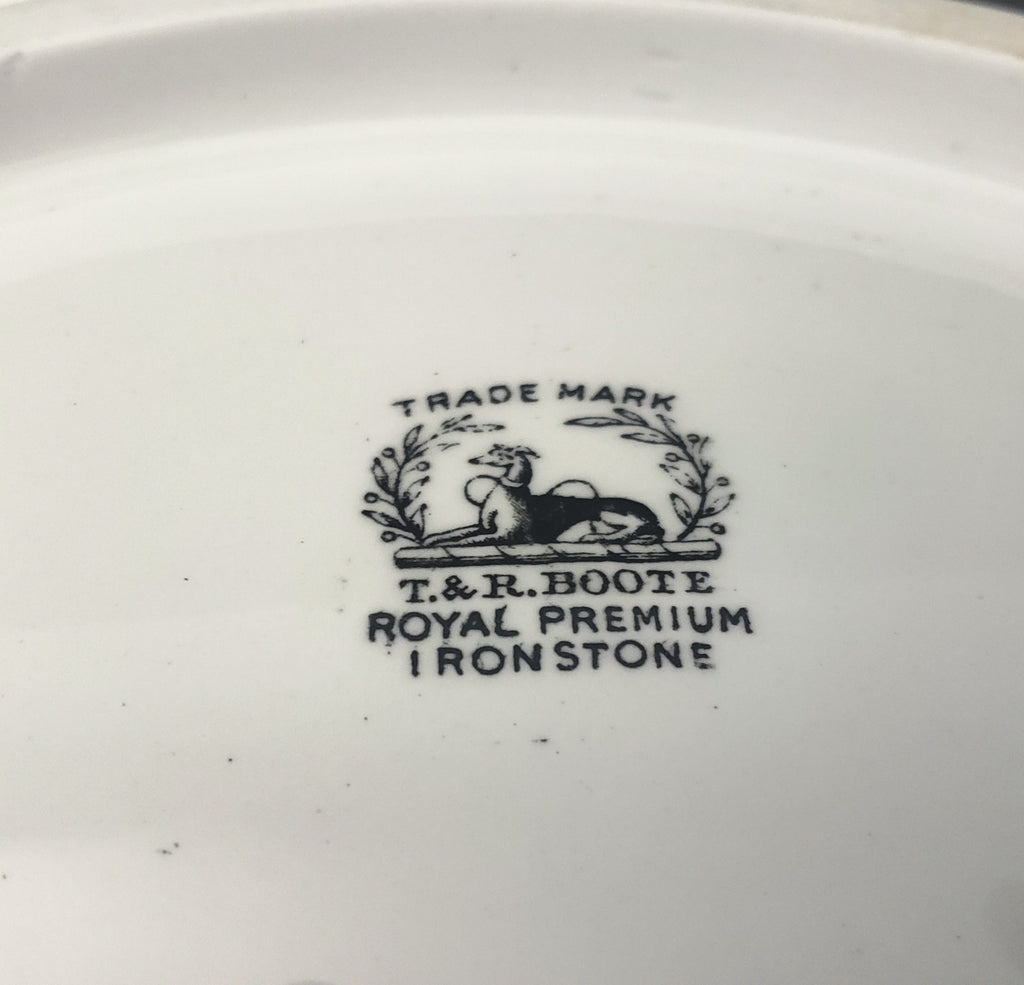 TRADE MARK
T. & R. BOOTE
ROYAL PREMIUM
IRONSTONE